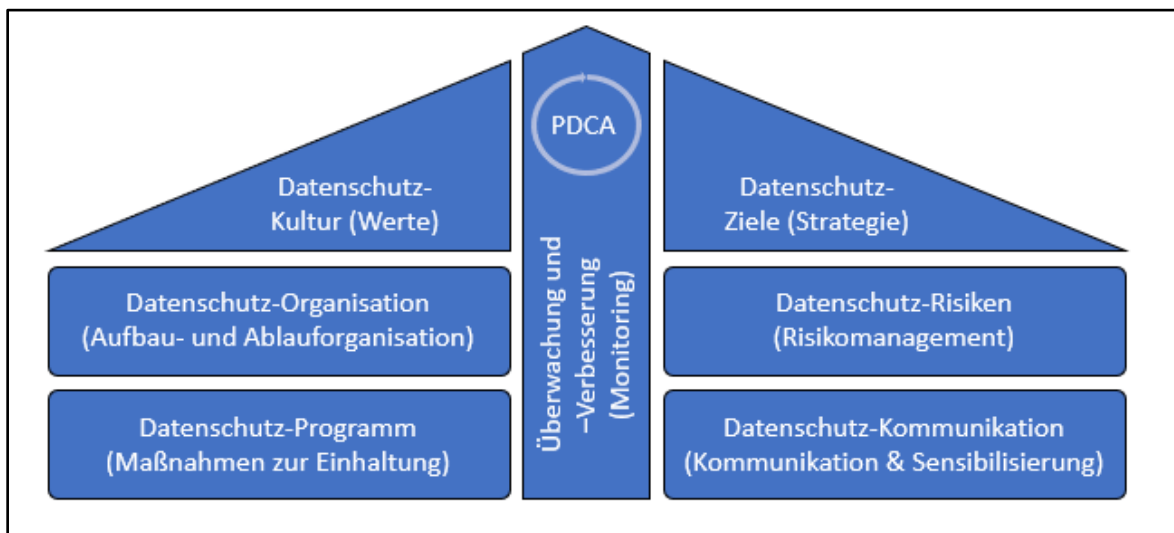 PDCA
Datenschutz-
Kultur (Werte)
Datenschutz-
Ziele (Strategie)
Datenschutz-Organisation
(Aufbau- und Ablauforganisation)
Überwachung und
–Verbesserung
(Monitoring)
Datenschutz-Risiken
(Risikomanagement)
Datenschutz-Programm
(Maßnahmen zur Einhaltung)
Datenschutz-Kommunikation
(Kommunikation & Sensibilisierung)